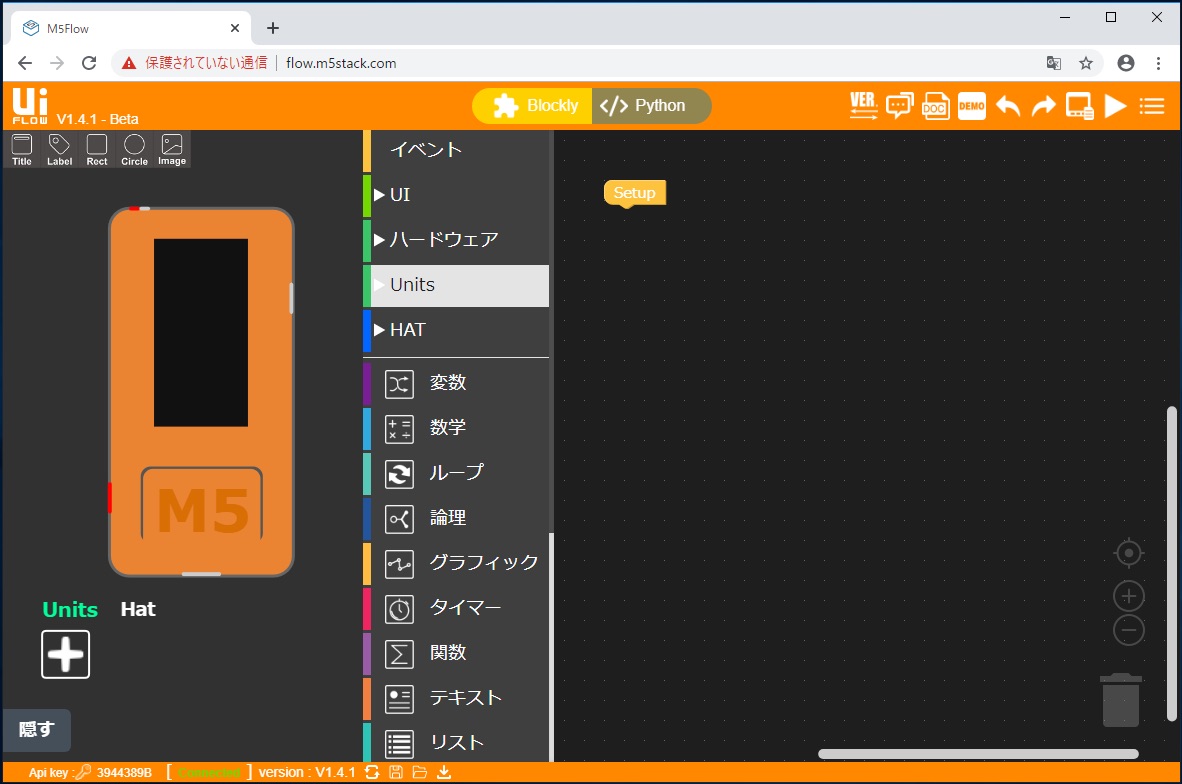 M5Flow
保護されていない通信 flow.m5stack.com
Ui
FLOW V1.4.1 - Beta
Blockly </> Python
VER. DOC DEMO
Title Label Rect Circle Image
イベント
UI
ハードウェア
Units
HAT
変数
数学
ループ
論理
グラフィック
タイマー
関数
テキスト
リスト
Setup
M5
Units Hat
隠す
Api key : 3944389B [ Connected ] version : V1.4.1